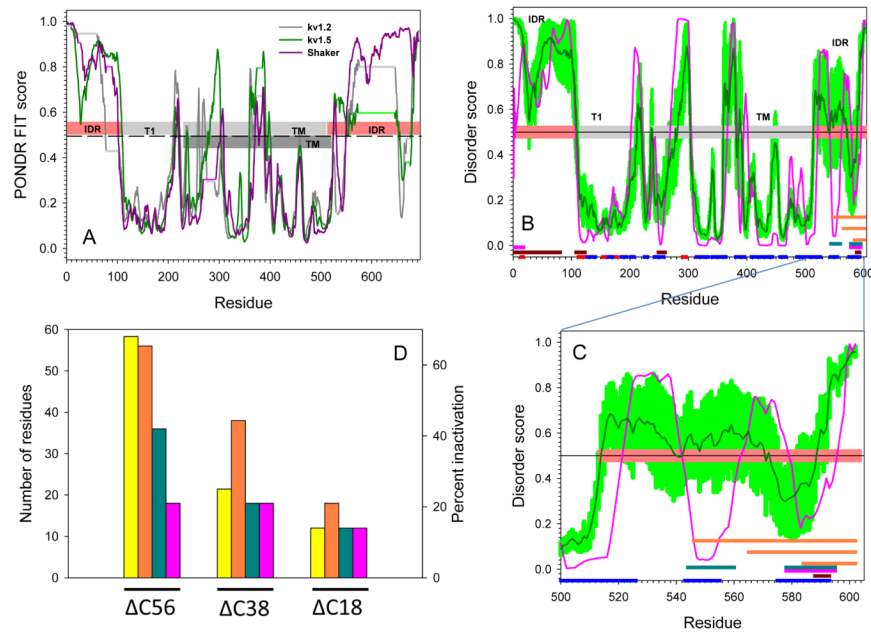 kv1.2
kv1.5
Shaker
PONDR FIT score
1.0
0.8
0.6
0.4
0.2
0.0
IDR
T1
TM
IDR
TM
A
0 100 200 300 400 500 600
Residue
Disorder score
1.0
0.8
0.6
0.4
0.2
0.0
IDR
IDR
T1
TM
B
0 100 200 300 400 500 600
Residue
Number of residues
60
50
40
30
20
10
0
D
60
40
20
0
Percent inactivation
ΔC56 ΔC38 ΔC18
Disorder score
1.0
0.8
0.6
0.4
0.2
0.0
C
500 520 540 560 580 600
Residue